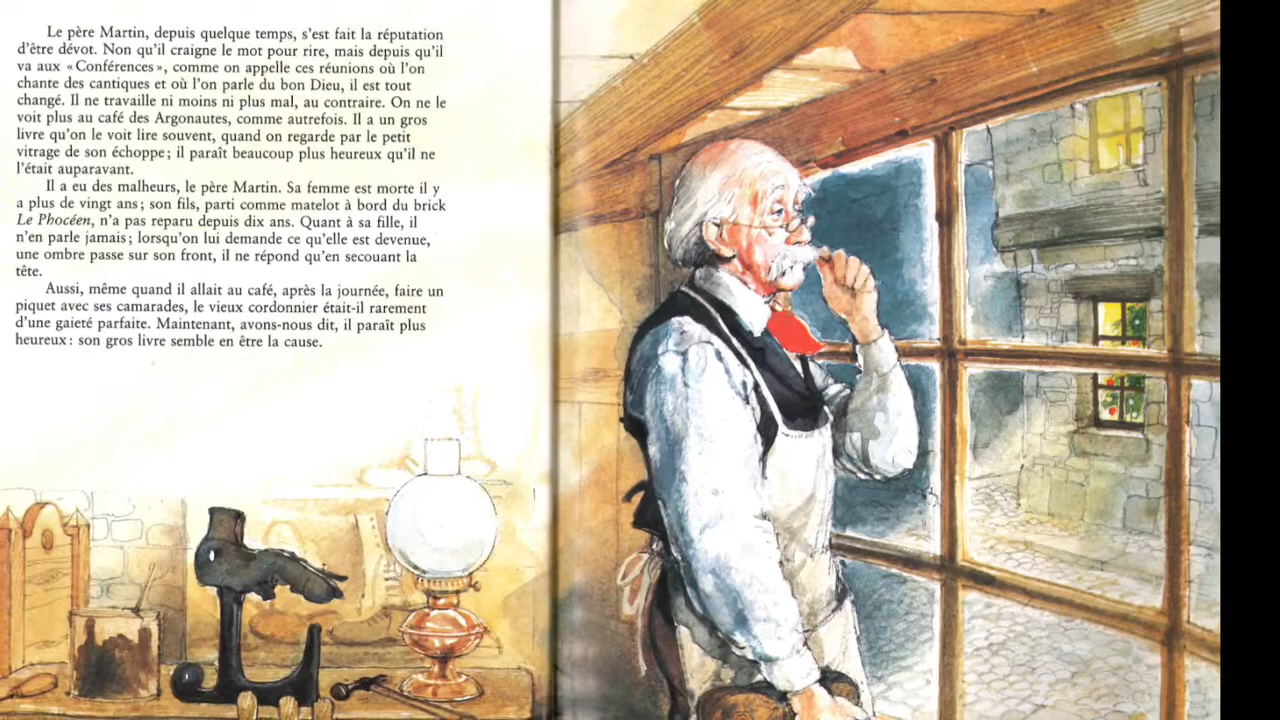 Le père Martin, depuis quelque temps, s'est fait la réputation
d'être dévot. Non qu'il craigne le mot pour rire, mais depuis qu'il
va aux «Conférences», comme on appelle ces réunions où l'on
chante des cantiques et où l'on parle du bon Dieu, il est tout
changé. Il ne travaille ni moins ni plus mal, au contraire. On ne le
voit plus au café des Argonautes, comme autrefois. Il a un gros
livre qu'on le voit lire souvent, quand on regarde par le petit
vitrage de son échoppe; il paraît beaucoup plus heureux qu'il ne
l'était auparavant.
Il a eu des malheurs, le père Martin. Sa femme est morte il y
a plus de vingt ans; son fils, parti comme matelot à bord du brick
Le Phocéen, n'a pas reparu depuis dix ans. Quant à sa fille, il
n'en parle jamais; lorsqu'on lui demande ce qu'elle est devenue,
une ombre passe sur son front, il ne répond qu'en secouant la
tête.
Aussi, même quand il allait au café, après la journée, faire un
piquet avec ses camarades, le vieux cordonnier était-il rarement
d'une gaieté parfaite. Maintenant, avons-nous dit, il paraît plus
heureux: son gros livre semble en être la cause.